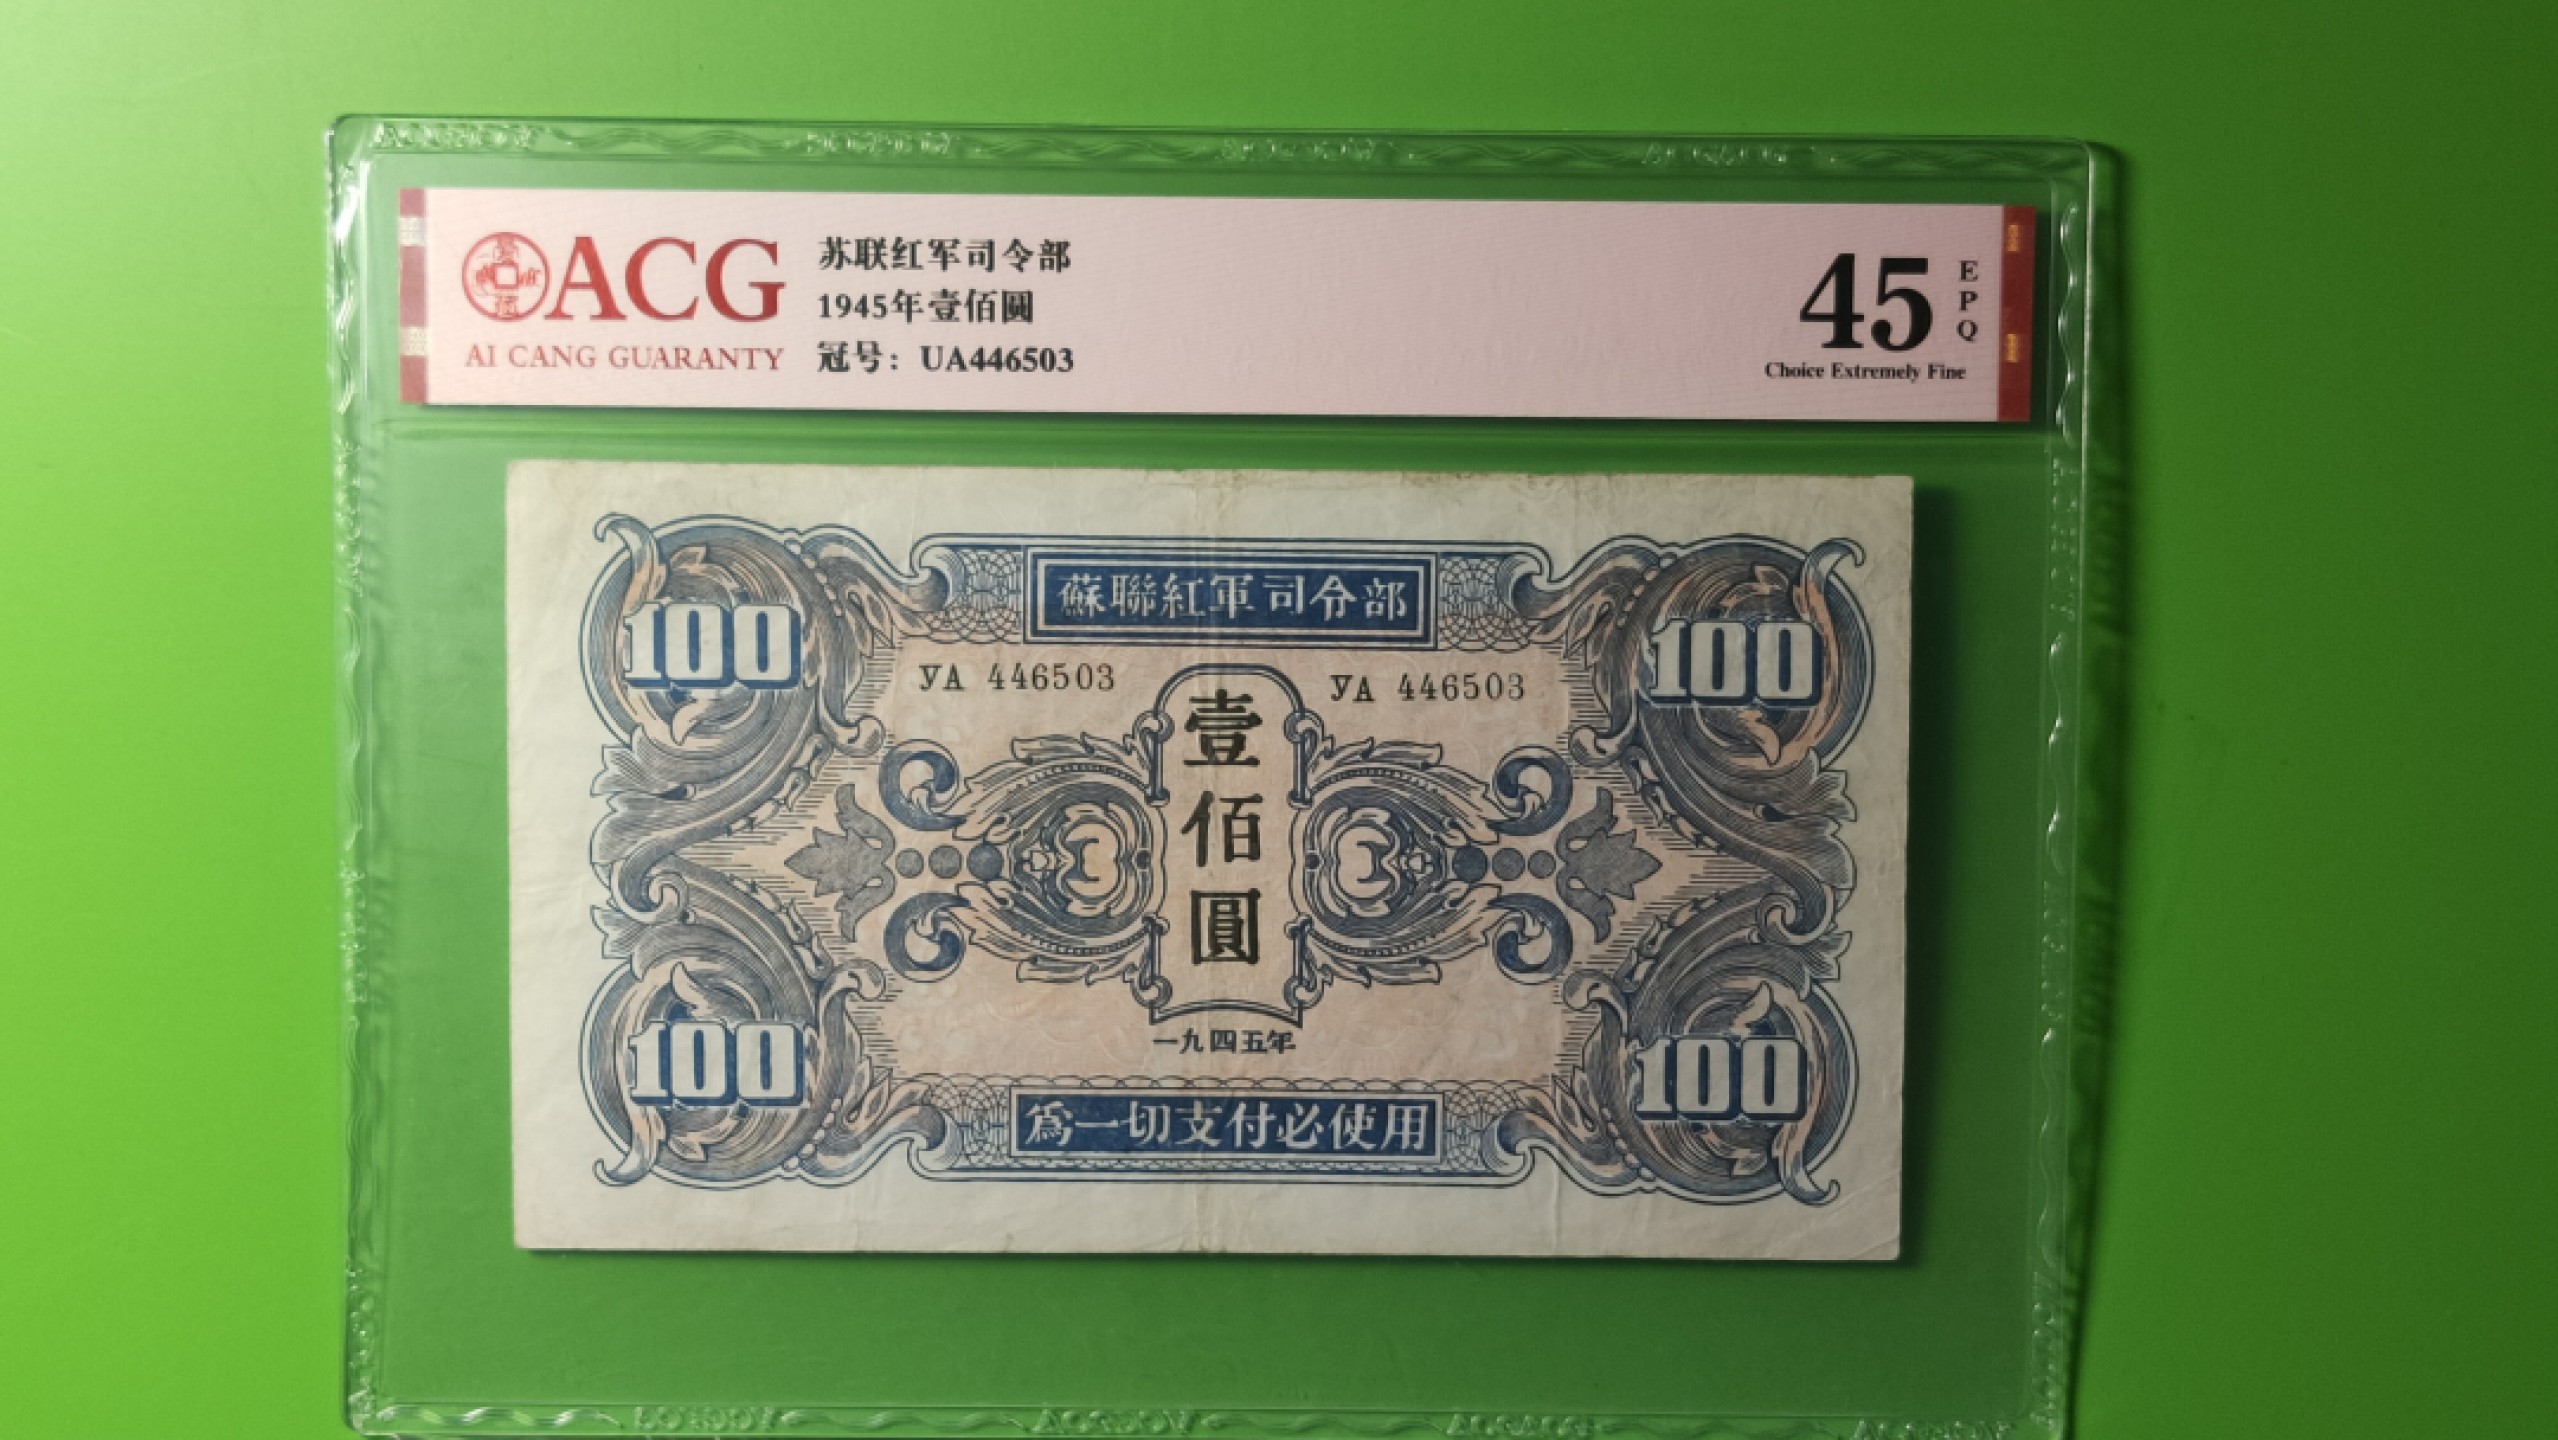 ACG
AI CANG GUARANTY
苏联红军司令部
1945年壹佰圆
冠号：UA446503
45
EPQ
Choice Extremely Fine
蘇聯紅軍司令部
100
100
УА 446503
УА 446503
壹佰圓
一九四五年
100
100
爲一切支付必使用